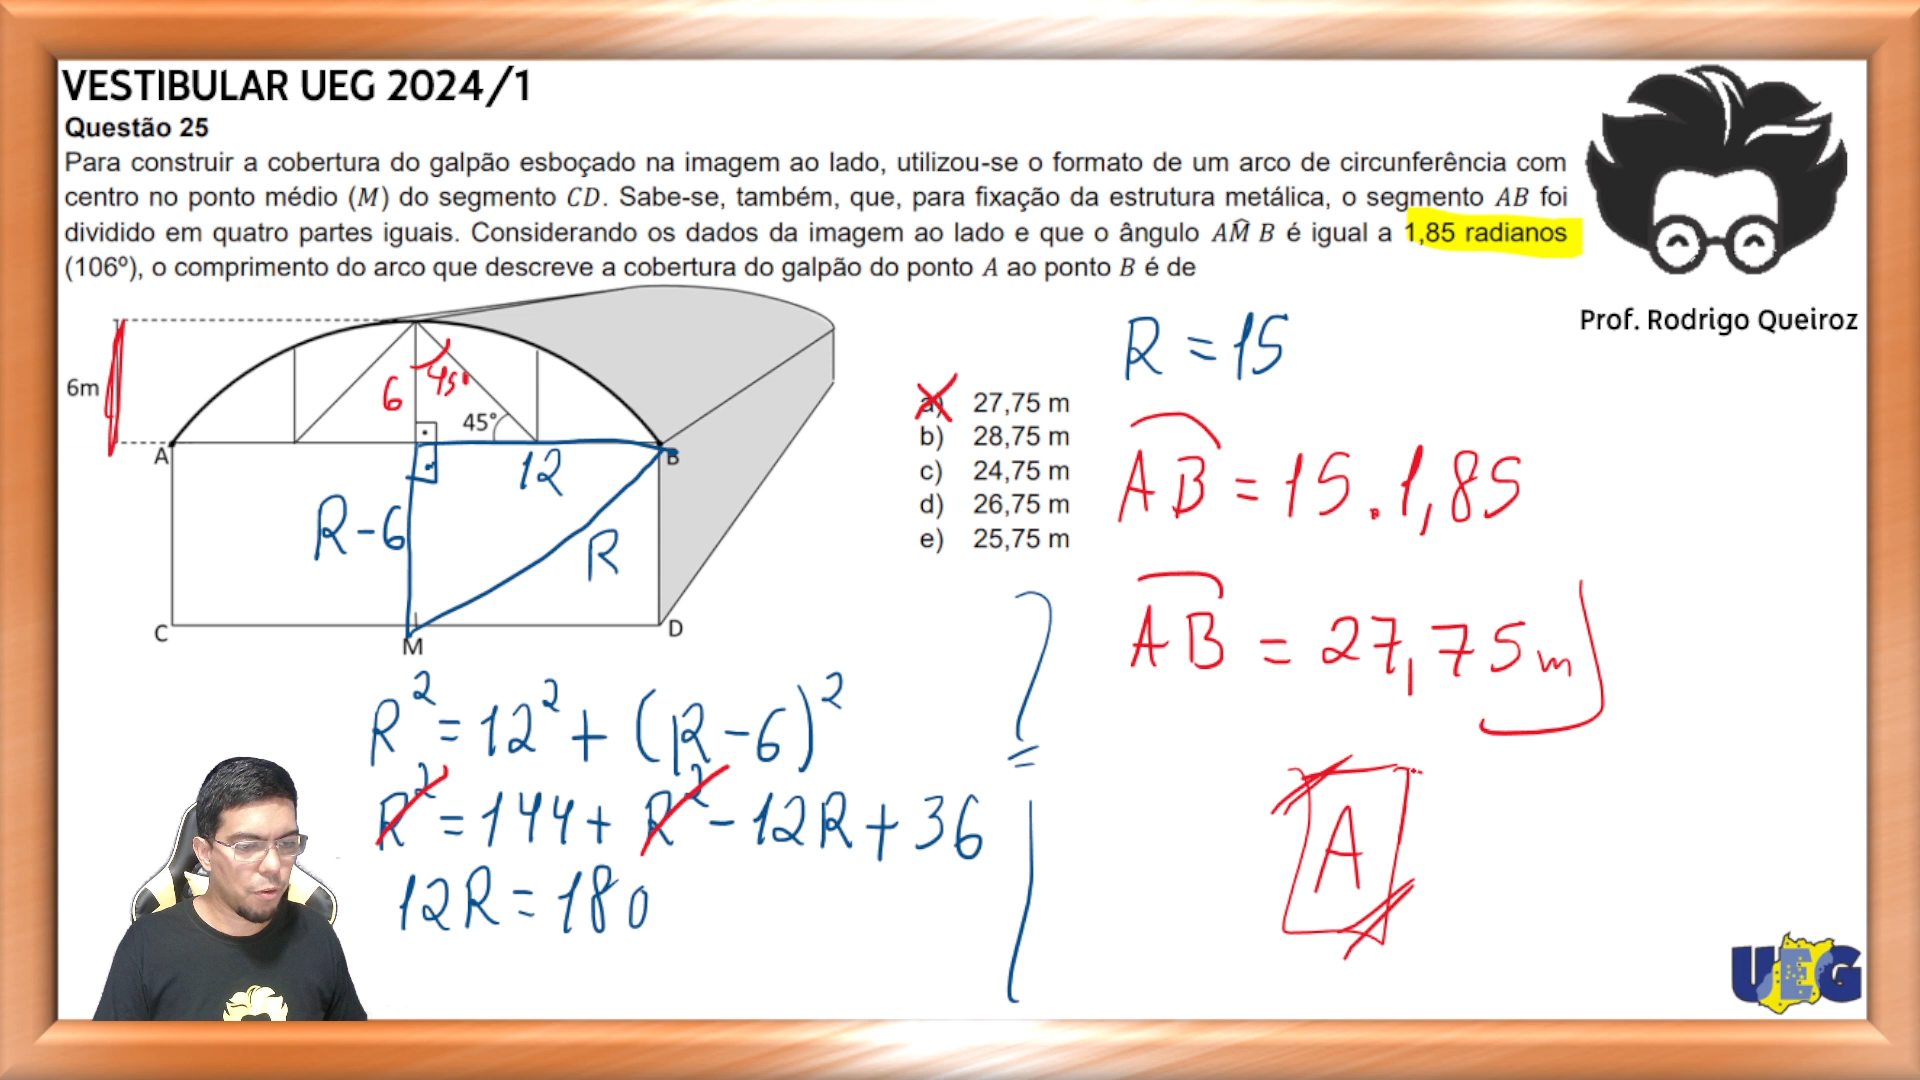 VESTIBULAR UEG 2024/1
Questão 25
Para construir a cobertura do galpão esboçado na imagem ao lado, utilizou-se o formato de um arco de circunferência com
centro no ponto médio (M) do segmento CD. Sabe-se, também, que, para fixação da estrutura metálica, o segmento AB foi
dividido em quatro partes iguais. Considerando os dados da imagem ao lado e que o ângulo AM̂B é igual a 1,85 radianos
(106º), o comprimento do arco que descreve a cobertura do galpão do ponto A ao ponto B é de
Prof. Rodrigo Queiroz
6m
6
45º
45°
A
B
12
R-6
R
C
M
D
a) 27,75 m
b) 28,75 m
c) 24,75 m
d) 26,75 m
e) 25,75 m
R = 15
AB = 15.1,85
AB = 27,75m
A
R² = 12² + (R-6)²
R² = 144 + R² - 12R + 36
12R = 180
UEG